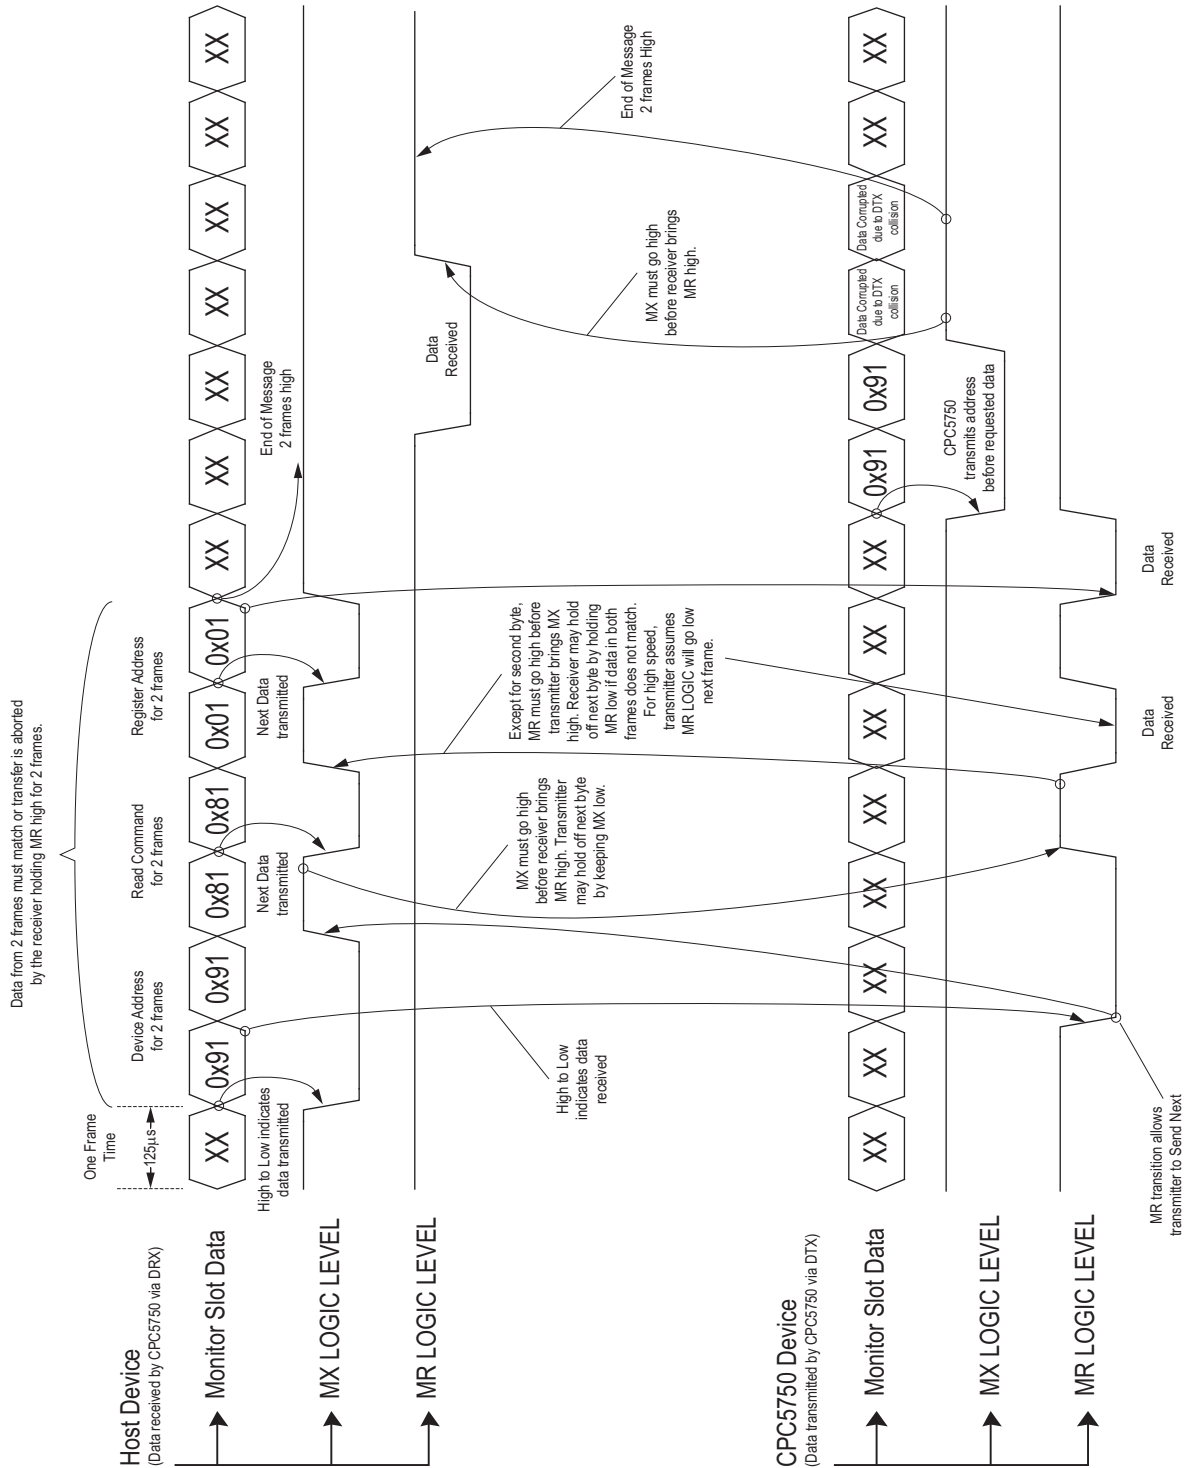 Data from 2 frames must match or transfer is aborted
by the receiver holding MR high for 2 frames.
One Frame
Time
125µs
Device Address
for 2 frames
Read Command
for 2 frames
Register Address
for 2 frames
Host Device
(Data received by CPC5750 via DRX)
Monitor Slot Data
XX
0x91
0x91
0x81
0x81
0x01
0x01
XX
XX
XX
XX
XX
XX
XX
High to Low indicates
data transmitted
Next Data
transmitted
Next Data
transmitted
End of Message
2 frames high
MX LOGIC LEVEL
MR LOGIC LEVEL
Data
Received
High to Low
indicates data
received
MX must go high
before receiver brings
MR high. Transmitter
may hold off next byte
by keeping MX low.
Except for second byte,
MR must go high before
transmitter brings MX
high. Receiver may hold
off next byte by holding
MR low if data in both
frames does not match.
For high speed,
transmitter assumes
MR LOGIC will go low
next frame.
MX must go high
before receiver brings
MR high.
End of Message
2 frames High
CPC5750 Device
(Data transmitted by CPC5750 via DTX)
Monitor Slot Data
XX
XX
XX
XX
XX
XX
XX
XX
0x91
0x91
Data Corrupted
due to DTX
collision
Data Corrupted
due to DTX
collision
XX
XX
MX LOGIC LEVEL
CPC5750
transmits address
before requested data
MR LOGIC LEVEL
MR transition allows
transmitter to Send Next
Data
Received
Data
Received